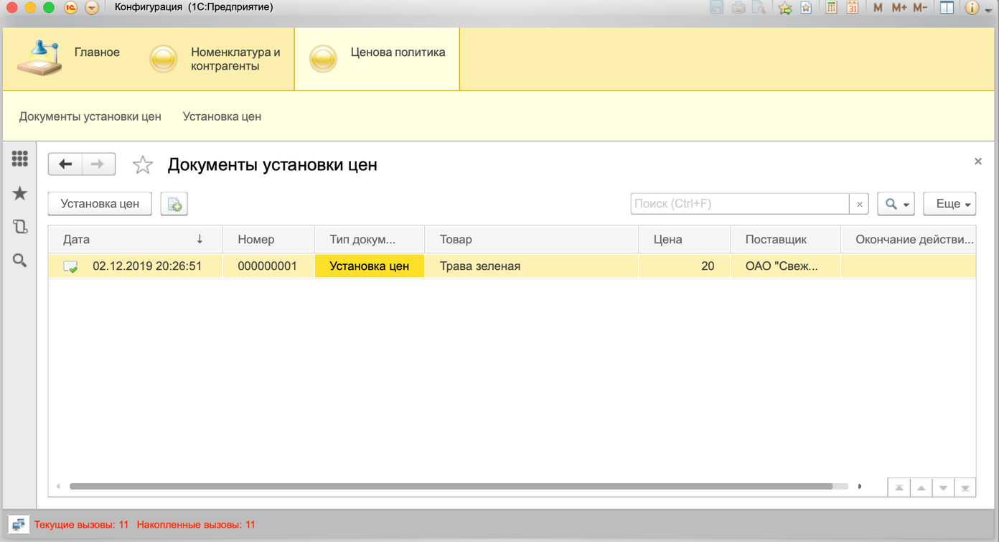 1С Конфигурация (1С:Предприятие) 31 M M+ M- i
Главное
Номенклатура и
контрагенты
Ценова политика
Документы установки цен Установка цен
Документы установки цен ×
Установка цен Поиск (Ctrl+F) × Еще
Дата ↓ Номер Тип докум... Товар Цена Поставщик Окончание действи...
02.12.2019 20:26:51 000000001 Установка цен Трава зеленая 20 ОАО "Свеж...
Текущие вызовы: 11 Накопленные вызовы: 11